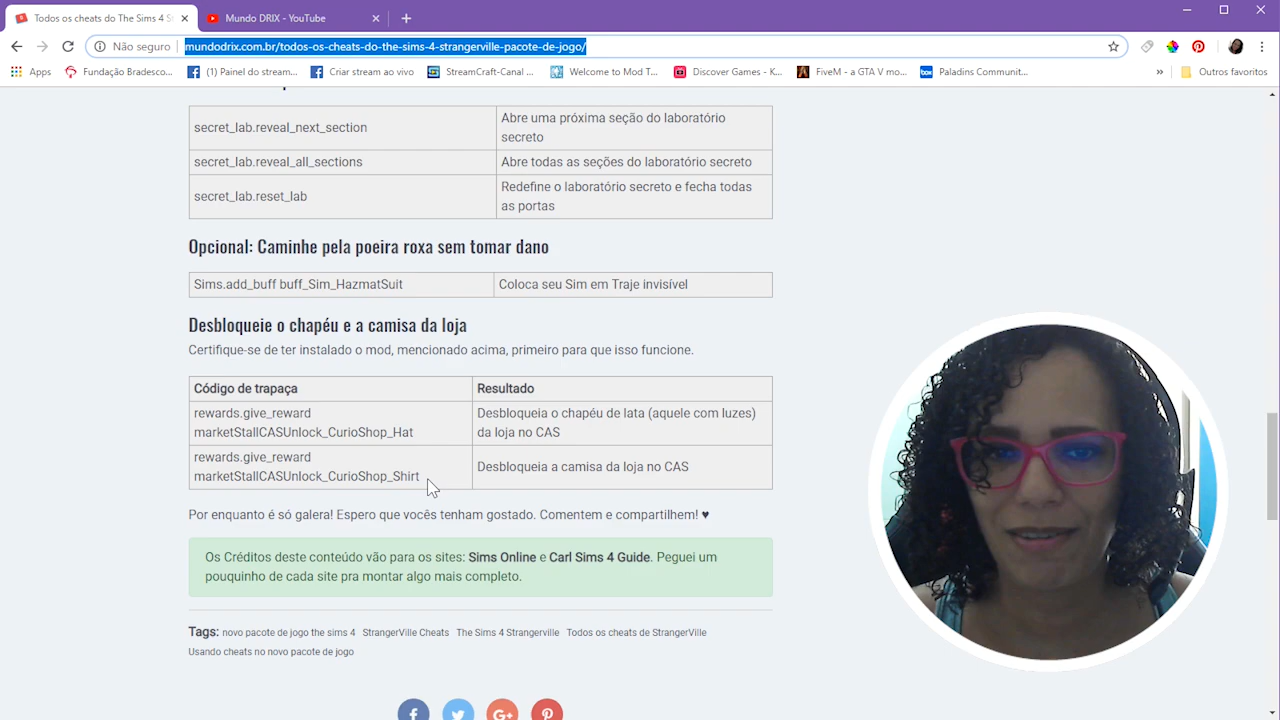 Todos os cheats do The Sims 4 S
Mundo DRIX - YouTube
Não seguro
mundodrix.com.br/todos-os-cheats-do-the-sims-4-strangerville-pacote-de-jogo/
Apps
Fundação Bradesco...
(1) Painel do stream...
Criar stream ao vivo
StreamCraft-Canal ...
Welcome to Mod T...
Discover Games - K...
FiveM - a GTA V mo...
box
Paladins Communit...
»
Outros favoritos
secret_lab.reveal_next_section
Abre uma próxima seção do laboratório
secreto
secret_lab.reveal_all_sections
Abre todas as seções do laboratório secreto
secret_lab.reset_lab
Redefine o laboratório secreto e fecha todas
as portas
Opcional: Caminhe pela poeira roxa sem tomar dano
Sims.add_buff buff_Sim_HazmatSuit
Coloca seu Sim em Traje invisível
Desbloqueie o chapéu e a camisa da loja
Certifique-se de ter instalado o mod, mencionado acima, primeiro para que isso funcione.
Código de trapaça
Resultado
rewards.give_reward
marketStallCASUnlock_CurioShop_Hat
Desbloqueia o chapéu de lata (aquele com luzes)
da loja no CAS
rewards.give_reward
marketStallCASUnlock_CurioShop_Shirt
Desbloqueia a camisa da loja no CAS
Por enquanto é só galera! Espero que vocês tenham gostado. Comentem e compartilhem! ♥
Os Créditos deste conteúdo vão para os sites: Sims Online e Carl Sims 4 Guide. Peguei um
pouquinho de cada site pra montar algo mais completo.
Tags: novo pacote de jogo the sims 4 StrangerVille Cheats The Sims 4 Strangerville Todos os cheats de StrangerVille
Usando cheats no novo pacote de jogo